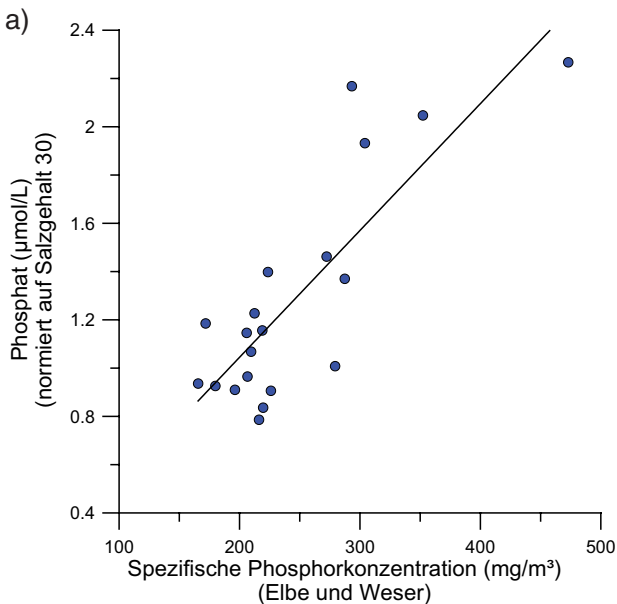 a)
2.4
2
1.6
1.2
0.8
0.4
Phosphat (µmol/L)
(normiert auf Salzgehalt 30)
100 200 300 400 500
Spezifische Phosphorkonzentration (mg/m³)
(Elbe und Weser)